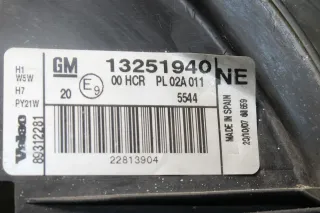 H1
W5W
H7
PY21W
Valeo
89312281
GM
13251940
NE
20
E9
00 HCR PL 02A 011
5544
22813904
MADE IN SPAIN